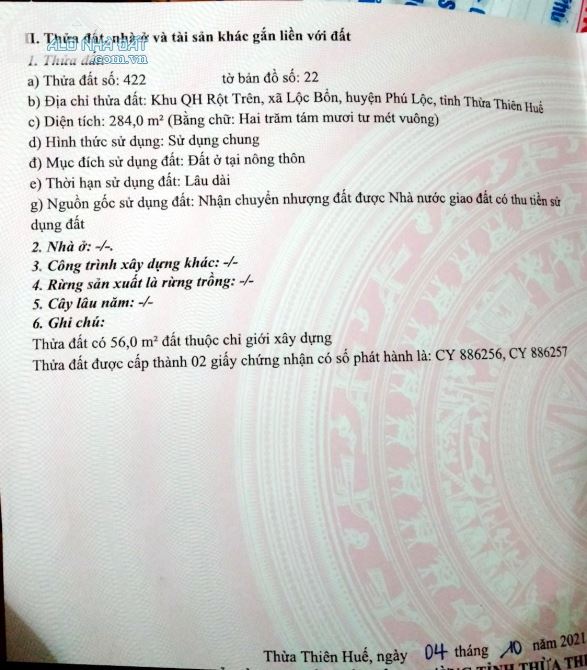 II. Thửa đất, nhà ở và tài sản khác gắn liền với đất
ALO NHA DAT
.com.vn
1. Thửa đất:
a) Thửa đất số: 422 tờ bản đồ số: 22
b) Địa chỉ thửa đất: Khu QH Rột Trên, xã Lộc Bổn, huyện Phú Lộc, tỉnh Thừa Thiên Huế
c) Diện tích: 284,0 m² (Bằng chữ: Hai trăm tám mươi tư mét vuông)
d) Hình thức sử dụng: Sử dụng chung
đ) Mục đích sử dụng đất: Đất ở tại nông thôn
e) Thời hạn sử dụng đất: Lâu dài
g) Nguồn gốc sử dụng đất: Nhận chuyển nhượng đất được Nhà nước giao đất có thu tiền sử
dụng đất
2. Nhà ở: -/-.
3. Công trình xây dựng khác: -/-
4. Rừng sản xuất là rừng trồng: -/-
5. Cây lâu năm: -/-
6. Ghi chú:
Thửa đất có 56,0 m² đất thuộc chỉ giới xây dựng
Thửa đất được cấp thành 02 giấy chứng nhận có số phát hành là: CY 886256, CY 886257
Thừa Thiên Huế, ngày 04 tháng 10 năm 2021
TỈNH THỪA TH